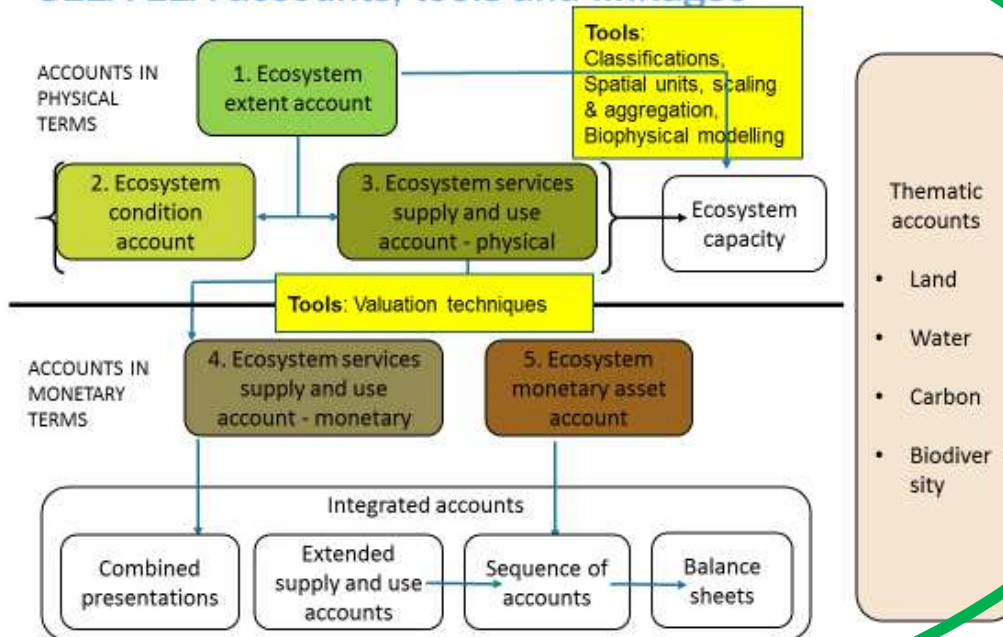 ACCOUNTS IN
PHYSICAL
TERMS
1. Ecosystem
extent account
Tools:
Classifications,
Spatial units, scaling
& aggregation,
Biophysical modelling
2. Ecosystem
condition
account
3. Ecosystem services
supply and use
account - physical
Ecosystem
capacity
Tools: Valuation techniques
ACCOUNTS IN
MONETARY
TERMS
4. Ecosystem services
supply and use
account - monetary
5. Ecosystem
monetary asset
account
Integrated accounts
Combined
presentations
Extended
supply and use
accounts
Sequence of
accounts
Balance
sheets
Thematic
accounts
• Land
• Water
• Carbon
• Biodiver
sity